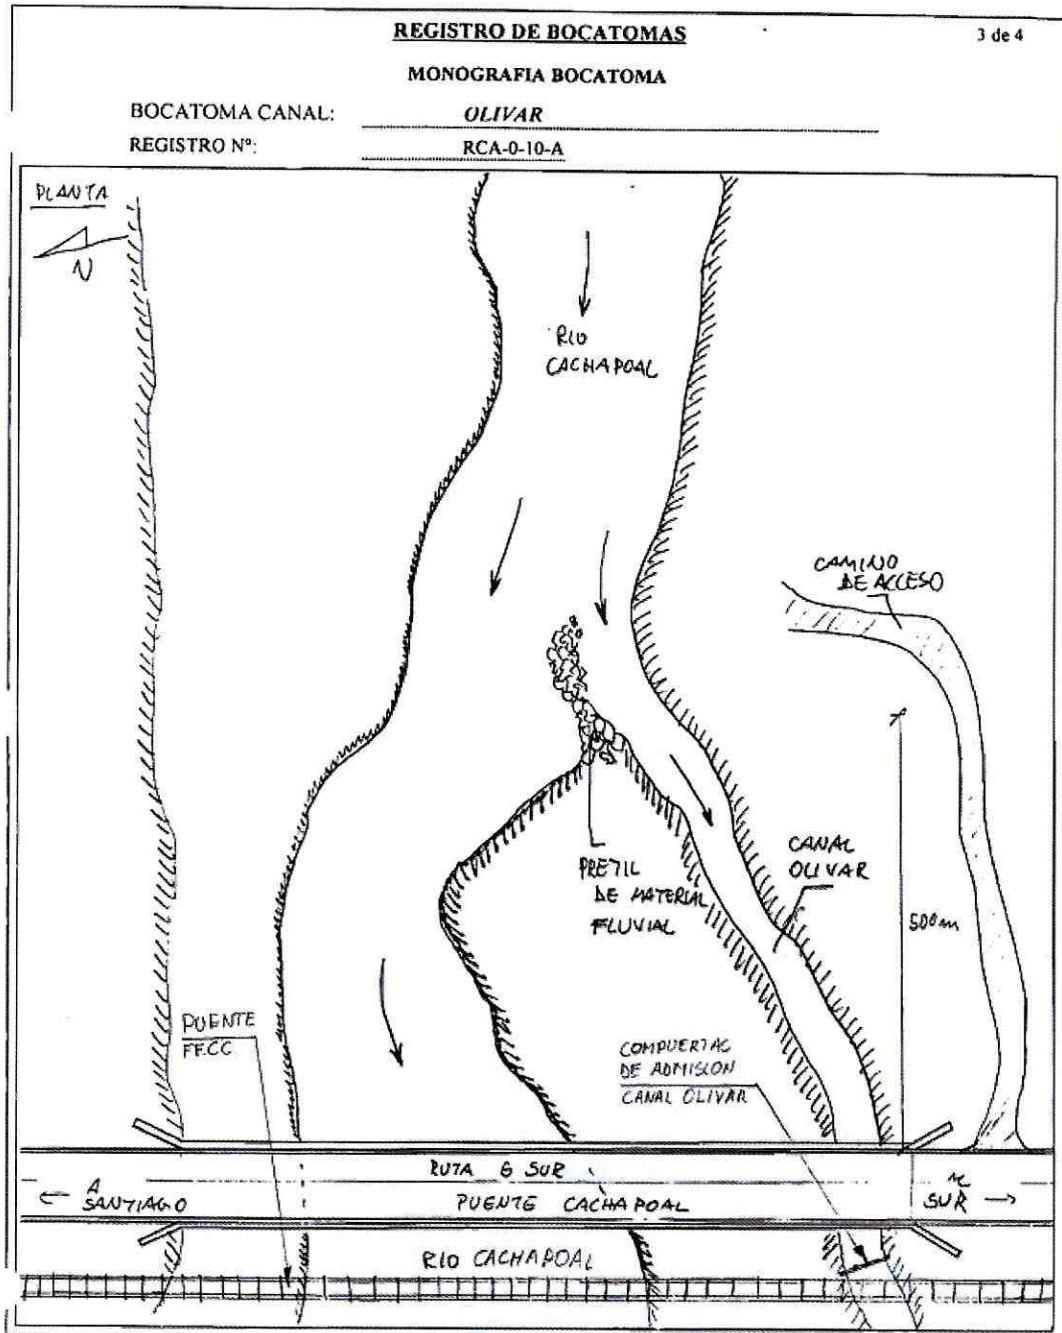 REGISTRO DE BOCATOMAS
3 de 4
MONOGRAFIA BOCATOMA
BOCATOMA CANAL: OLIVAR
REGISTRO Nº: RCA-0-10-A
PLANTA
N
RIO
CACHAPOAL
CAMINO
DE ACCESO
PRETIL
DE MATERIAL
FLUVIAL
CANAL
OLIVAR
500m
PUENTE
FF.CC
COMPUERTAS
DE ADMISION
CANAL OLIVAR
RUTA 5 SUR
PUENTE CACHAPOAL
← A
SANTIAGO
AL
SUR →
RIO CACHAPOAL